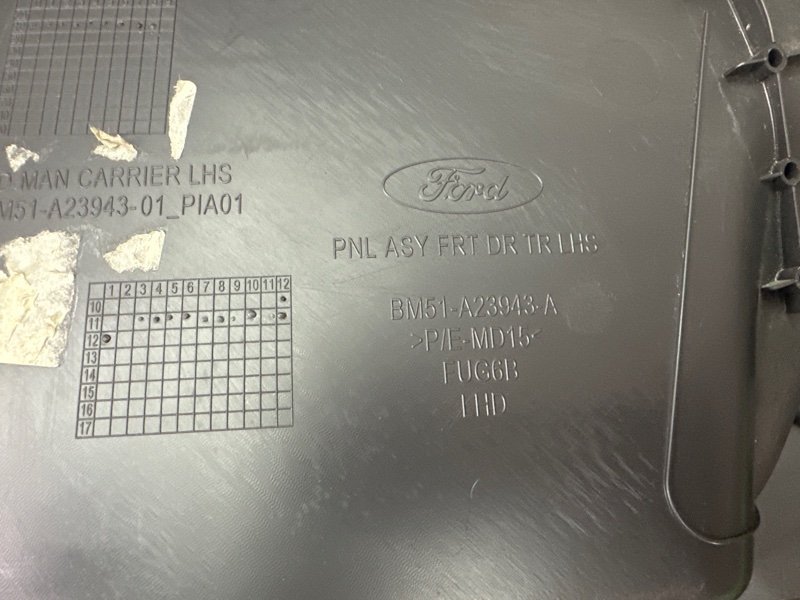 D MAN CARRIER LHS
M51-A23943-01_PIA01
Ford
PNL ASY FRT DR TR LHS
BM51-A23943-A
>P/E-MD15<
FUG6B
LHD
1 2 3 4 5 6 7 8 9 10 11 12
10
11
12
13
14
15
16
17